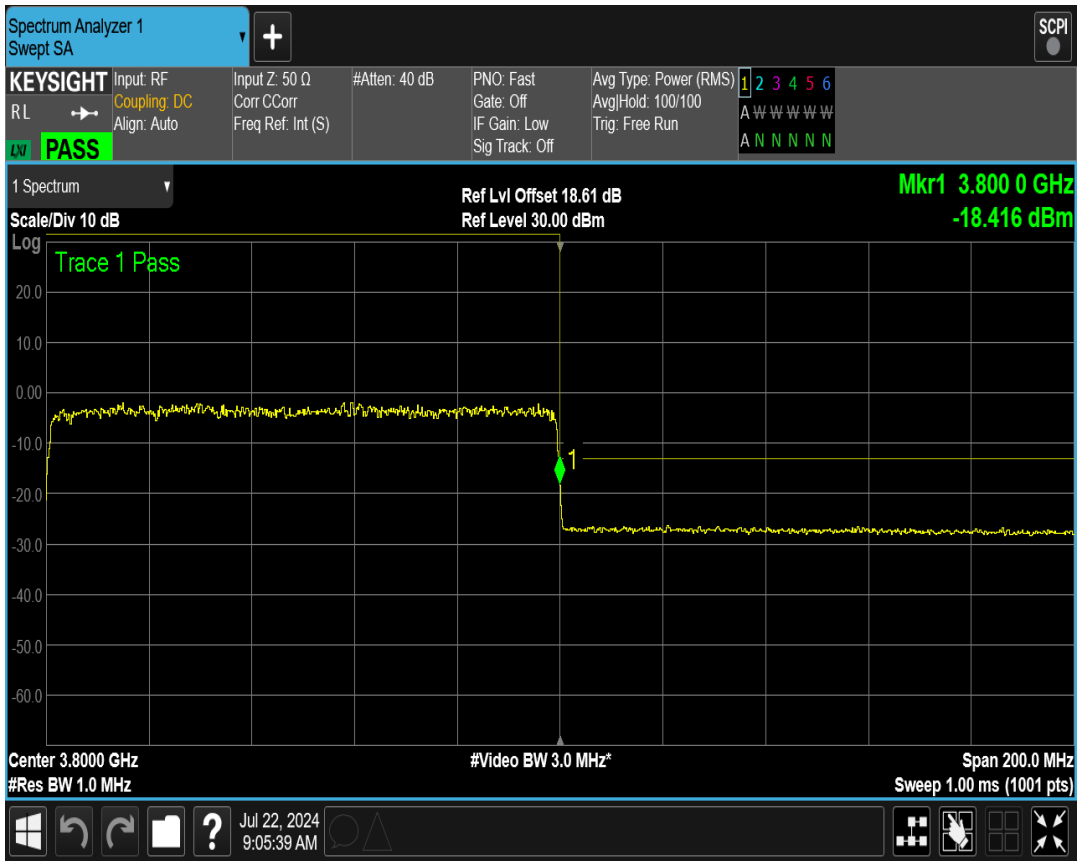 Spectrum Analyzer 1
Swept SA
+
SCPI
KEYSIGHT
R L
LXI PASS
Input: RF
Coupling: DC
Align: Auto
Input Z: 50 Ω
Corr CCorr
Freq Ref: Int (S)
#Atten: 40 dB
PNO: Fast
Gate: Off
IF Gain: Low
Sig Track: Off
Avg Type: Power (RMS)
Avg|Hold: 100/100
Trig: Free Run
1 2 3 4 5 6
A W W W W W
A N N N N N
1 Spectrum
Scale/Div 10 dB
Ref Lvl Offset 18.61 dB
Ref Level 30.00 dBm
Mkr1 3.800 0 GHz
-18.416 dBm
Log
Trace 1 Pass
20.0
10.0
0.00
-10.0
1
-20.0
-30.0
-40.0
-50.0
-60.0
Center 3.8000 GHz
#Video BW 3.0 MHz*
Span 200.0 MHz
#Res BW 1.0 MHz
Sweep 1.00 ms (1001 pts)
?
Jul 22, 2024
9:05:39 AM